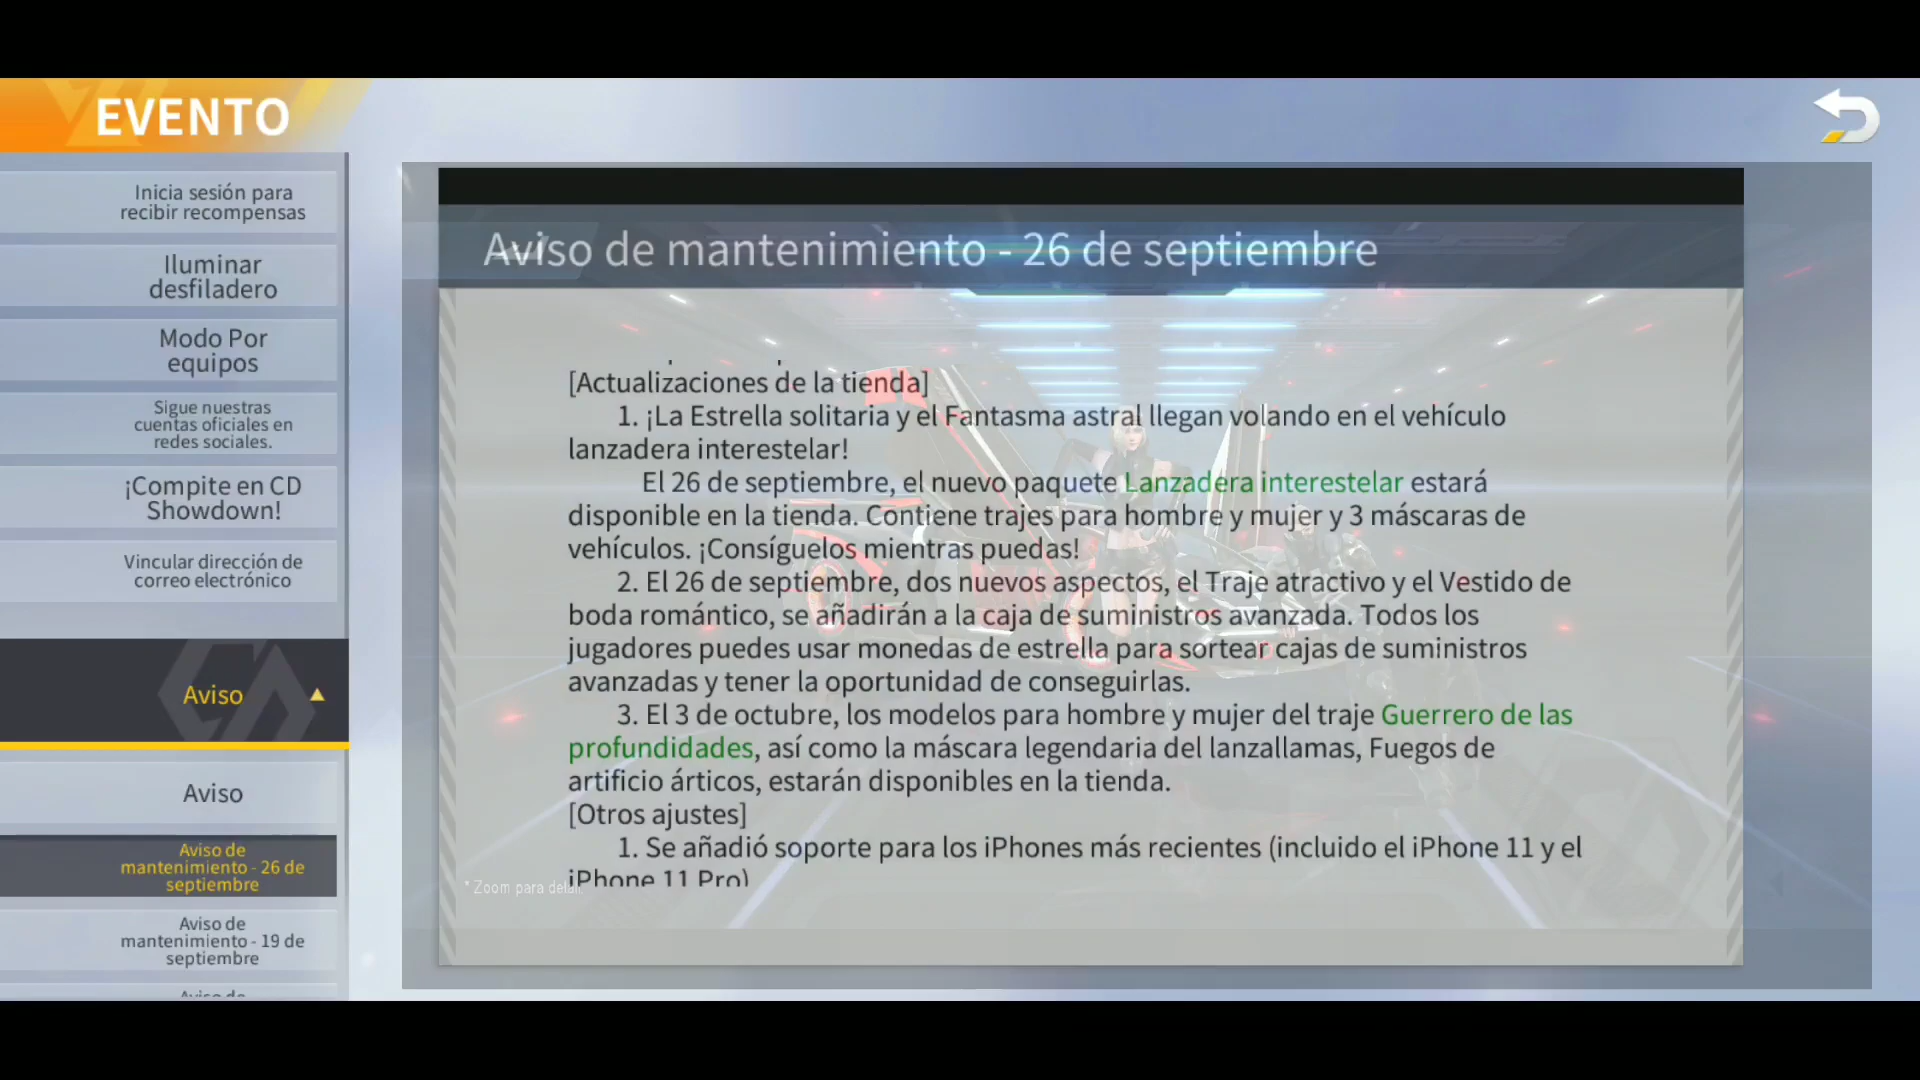 EVENTO
Inicia sesión para
recibir recompensas
Iluminar
desfiladero
Modo Por
equipos
Sigue nuestras
cuentas oficiales en
redes sociales.
¡Compite en CD
Showdown!
Vincular dirección de
correo electrónico
Aviso
Aviso
Aviso de
mantenimiento - 26 de
septiembre
Aviso de
mantenimiento - 19 de
septiembre
Aviso de
Aviso de mantenimiento - 26 de septiembre
[Actualizaciones de la tienda]
1. ¡La Estrella solitaria y el Fantasma astral llegan volando en el vehículo
lanzadera interestelar!
El 26 de septiembre, el nuevo paquete Lanzadera interestelar estará
disponible en la tienda. Contiene trajes para hombre y mujer y 3 máscaras de
vehículos. ¡Consíguelos mientras puedas!
2. El 26 de septiembre, dos nuevos aspectos, el Traje atractivo y el Vestido de
boda romántico, se añadirán a la caja de suministros avanzada. Todos los
jugadores puedes usar monedas de estrella para sortear cajas de suministros
avanzadas y tener la oportunidad de conseguirlas.
3. El 3 de octubre, los modelos para hombre y mujer del traje Guerrero de las
profundidades, así como la máscara legendaria del lanzallamas, Fuegos de
artificio árticos, estarán disponibles en la tienda.
[Otros ajustes]
1. Se añadió soporte para los iPhones más recientes (incluido el iPhone 11 y el
iPhone 11 Pro)
* Zoom para